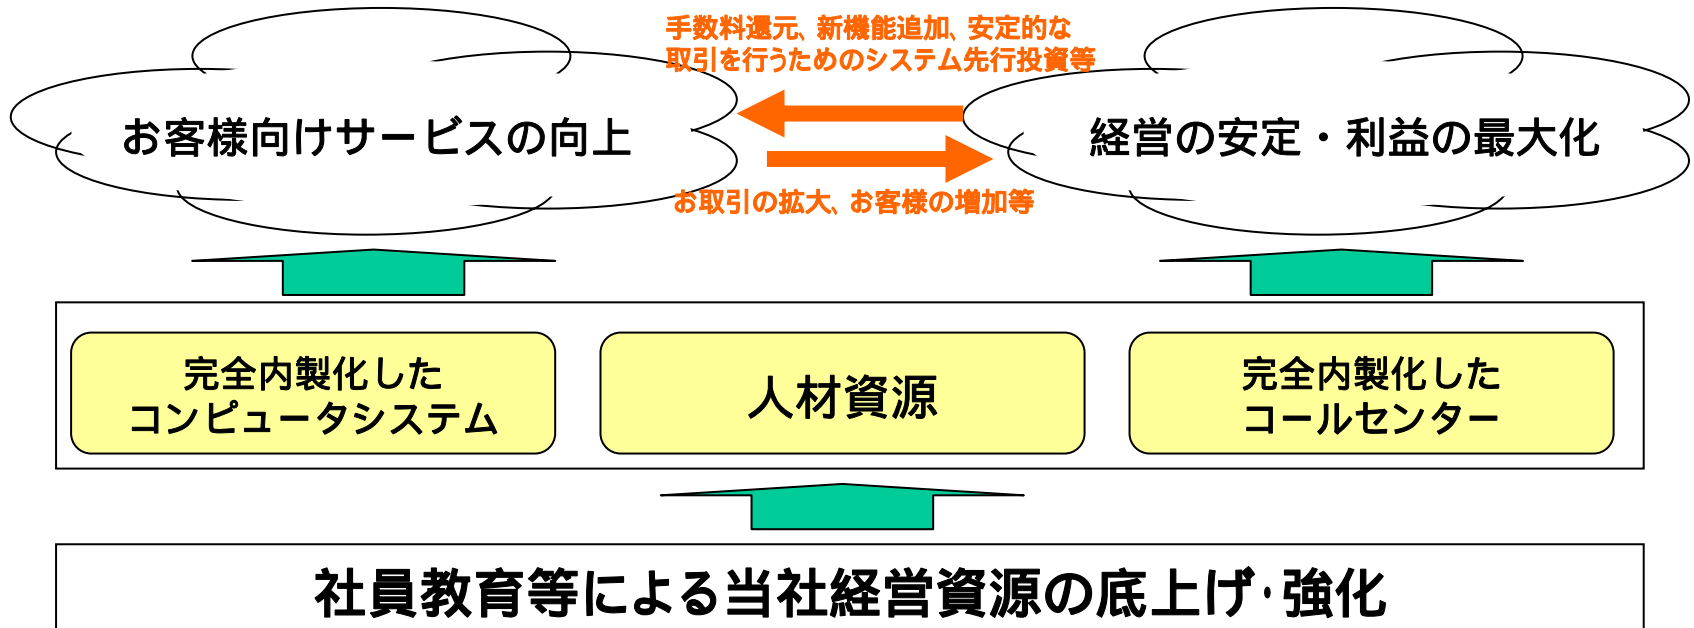 手数料還元、新機能追加、安定的な
取引を行うためのシステム先行投資等
お客様向けサービスの向上
経営の安定・利益の最大化
お取引の拡大、お客様の増加等
完全内製化した
コンピュータシステム
人材資源
完全内製化した
コールセンター
社員教育等による当社経営資源の底上げ・強化